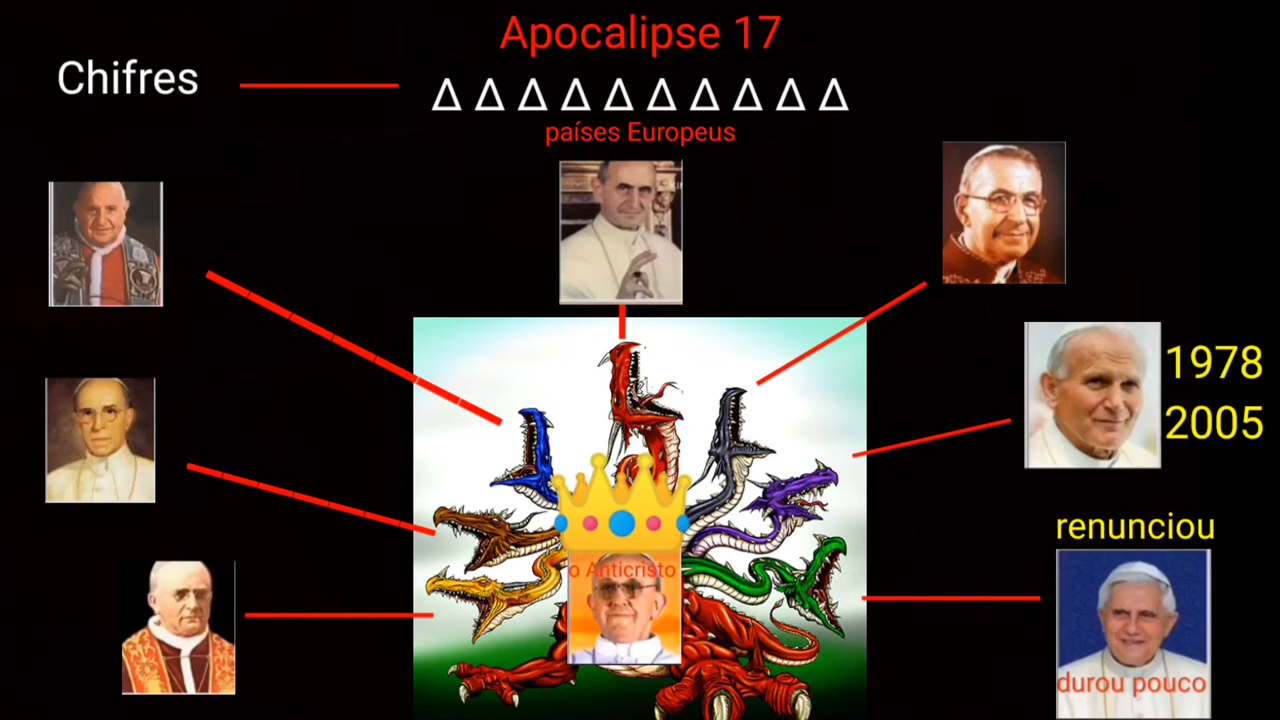 Apocalipse 17
Chifres
Δ Δ Δ Δ Δ Δ Δ Δ Δ Δ
países Europeus
1978
2005
renunciou
o Anticristo
durou pouco